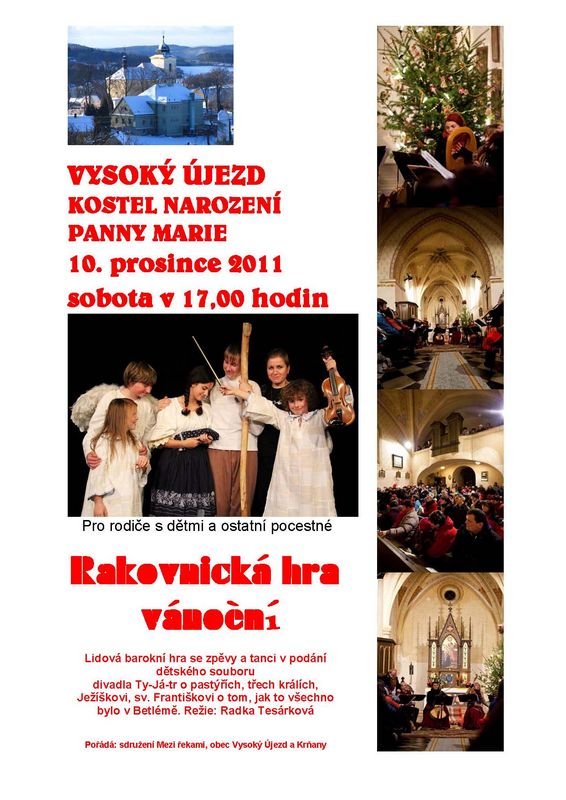 VYSOKÝ ÚJEZD
KOSTEL NAROZENÍ
PANNY MARIE
10. prosince 2011
sobota v 17,00 hodin
Pro rodiče s dětmi a ostatní pocestné
Rakovnická hra
vánoční
Lidová barokní hra se zpěvy a tanci v podání
dětského souboru
divadla Ty-Já-tr o pastýřích, třech králích,
Ježíškovi, sv. Františkovi o tom, jak to všechno
bylo v Betlémě. Režie: Radka Tesárková
Pořádá: sdružení Mezi řekami, obec Vysoký Újezd a Krňany